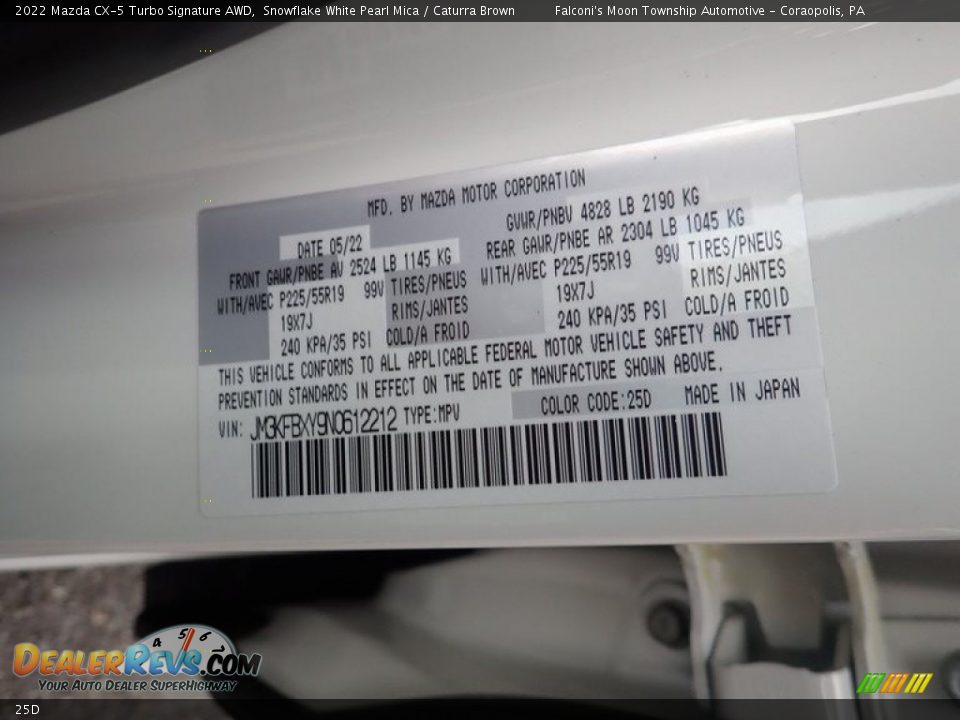 2022 Mazda CX-5 Turbo Signature AWD, Snowflake White Pearl Mica / Caturra Brown Falconi's Moon Township Automotive - Coraopolis, PA
MFD. BY MAZDA MOTOR CORPORATION
DATE 05/22 GVWR/PNBV 4828 LB 2190 KG
FRONT GAWR/PNBE AV 2524 LB 1145 KG REAR GAWR/PNBE AR 2304 LB 1045 KG
WITH/AVEC P225/55R19 99V TIRES/PNEUS WITH/AVEC P225/55R19 99V TIRES/PNEUS
19X7J RIMS/JANTES 19X7J RIMS/JANTES
240 KPA/35 PSI COLD/A FROID 240 KPA/35 PSI COLD/A FROID
THIS VEHICLE CONFORMS TO ALL APPLICABLE FEDERAL MOTOR VEHICLE SAFETY AND THEFT
PREVENTION STANDARDS IN EFFECT ON THE DATE OF MANUFACTURE SHOWN ABOVE.
VIN: JM3KFBXY9N0612212 TYPE:MPV COLOR CODE:25D MADE IN JAPAN
4 5 6
DEALERREVS.COM
YOUR AUTO DEALER SUPERHIGHWAY
25D